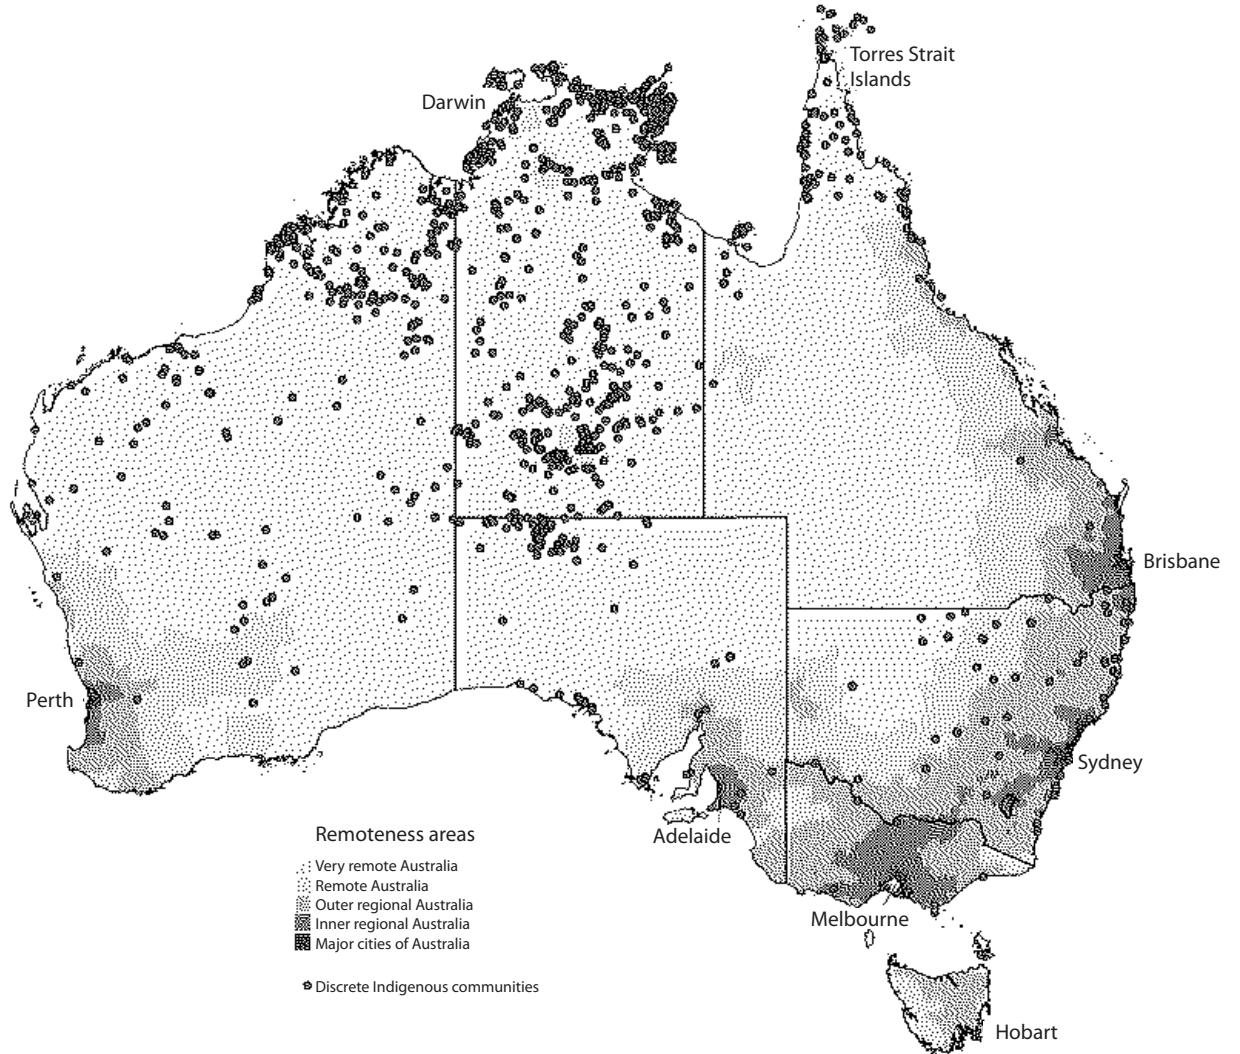 Torres Strait
Islands
Darwin
Brisbane
Perth
Sydney
Adelaide
Remoteness areas
Very remote Australia
Remote Australia
Outer regional Australia
Inner regional Australia
Major cities of Australia
Melbourne
Discrete Indigenous communities
Hobart